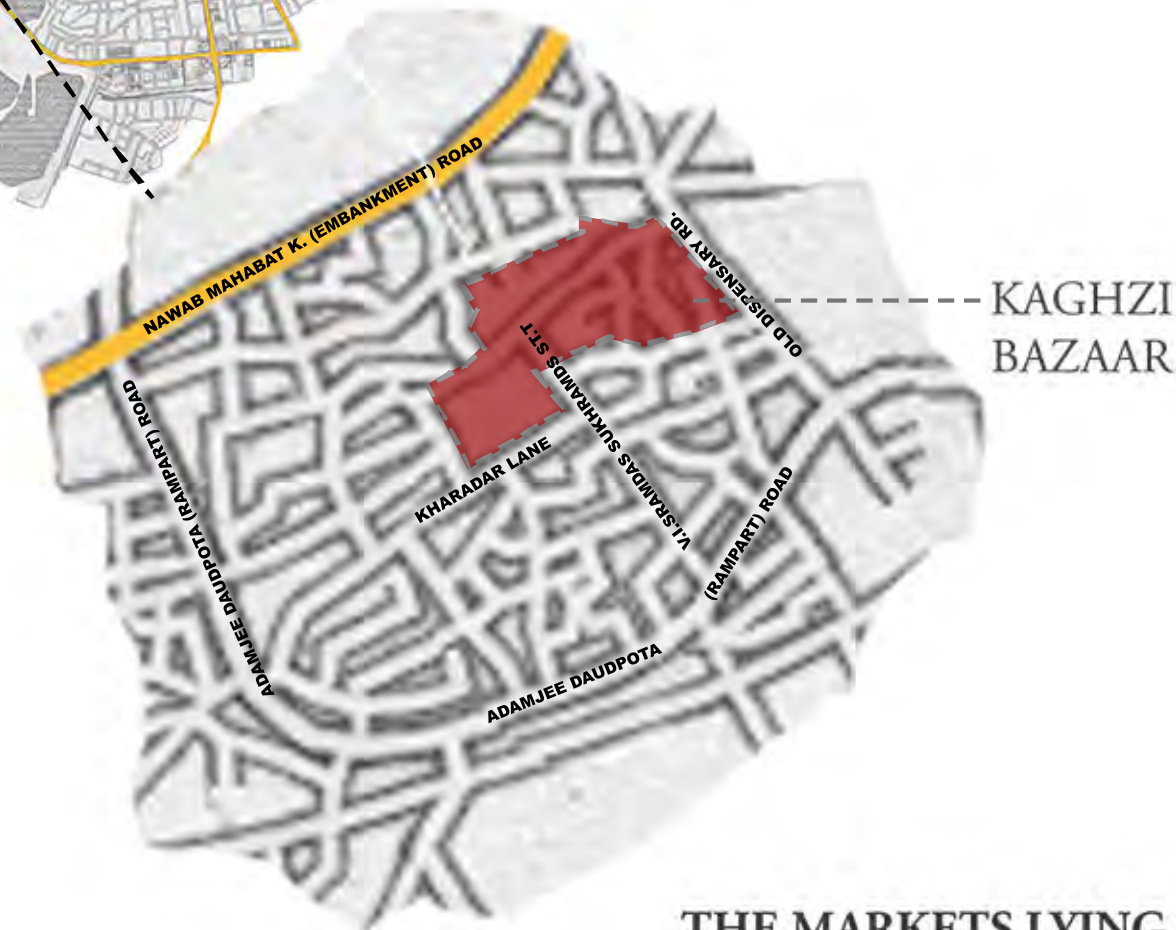 NAWAB MAHABAT K. (EMBANKMENT) ROAD
OLD DISPENSARY RD.
KAGHZI
BAZAAR
V.I.SRAMDAS SUKHRAMDS ST.T
ADAMJEE DAUDPOTA (RAMPART) ROAD
KHARADAR LANE
(RAMPART) ROAD
ADAMJEE DAUDPOTA
THE MARKETS LYING